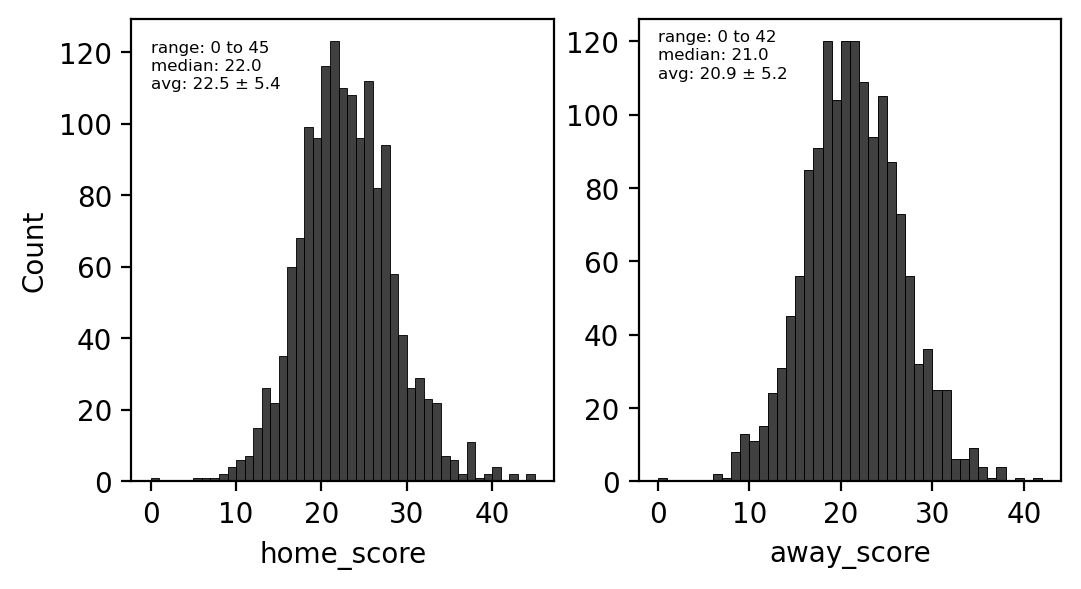 range: 0 to 45
median: 22.0
avg: 22.5 ± 5.4
120
100
80
60
40
20
0
Count
0 10 20 30 40
home_score
range: 0 to 42
median: 21.0
avg: 20.9 ± 5.2
120
100
80
60
40
20
0
0 10 20 30 40
away_score